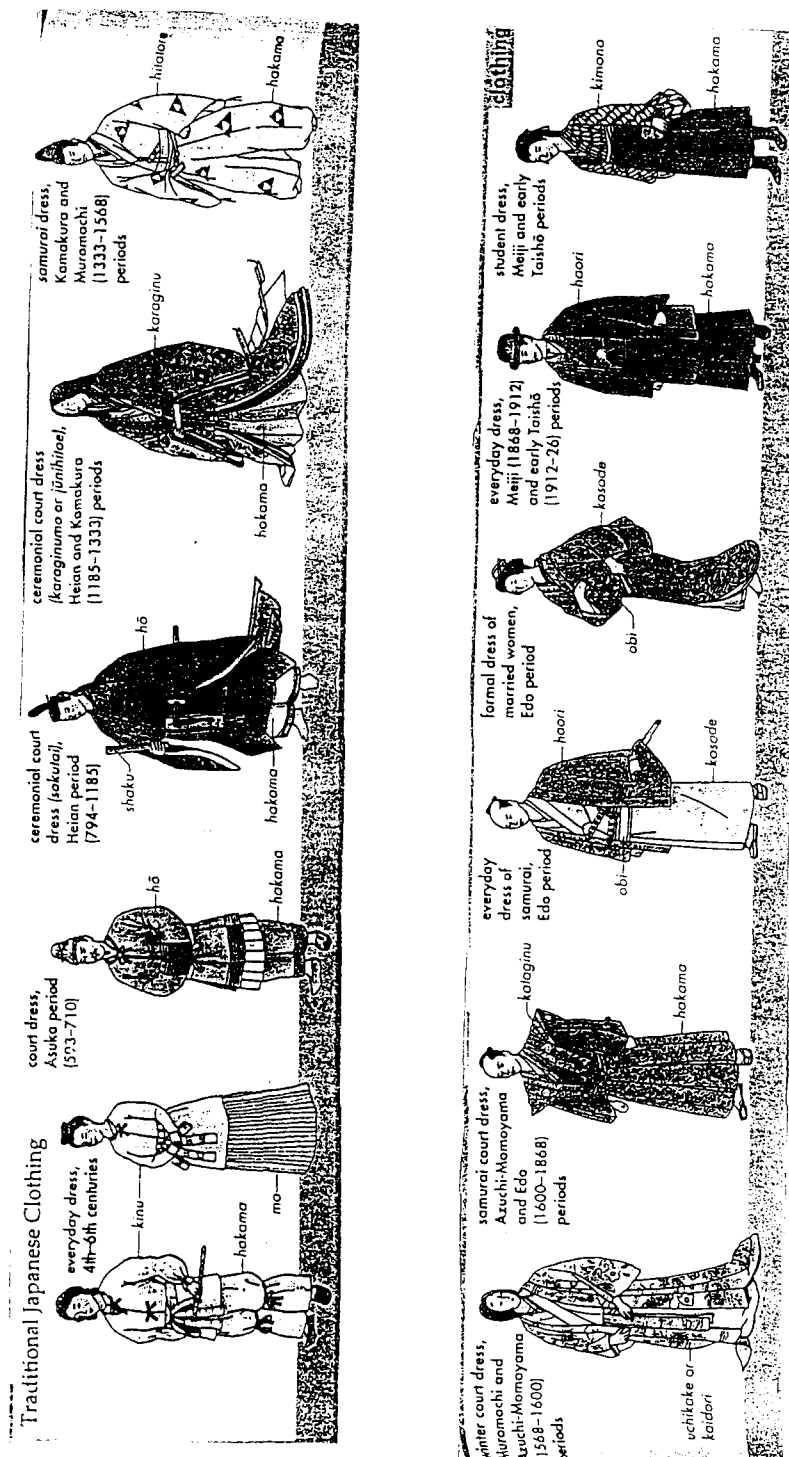 Traditional Japanese Clothing
everyday dress,
4th–6th centuries
kinu
hakama
mo
court dress,
Asuka period
(593–710)
hō
hakama
ceremonial court
dress (sokutai),
Heian period
(794–1185)
shaku
hō
hakama
ceremonial court dress
(karaginumo or jūnihitoe),
Heian and Kamakura
(1185–1333) periods
karaginu
hakama
samurai dress,
Kamakura and
Muromachi
(1333–1568)
periods
hitatare
hakama
winter court dress,
Muromachi and
Azuchi-Momoyama
(1568–1600)
periods
uchikake or
kaidori
samurai court dress,
Azuchi-Momoyama
and Edo
(1600–1868)
periods
kataginu
hakama
everyday
dress of
samurai,
Edo period
haori
obi
kosode
formal dress of
married women,
Edo period
kosode
obi
everyday dress,
Meiji (1868–1912)
and early Taishō
(1912–26) periods
haori
hakama
student dress,
Meiji and early
Taishō periods
kimono
hakama
clothing